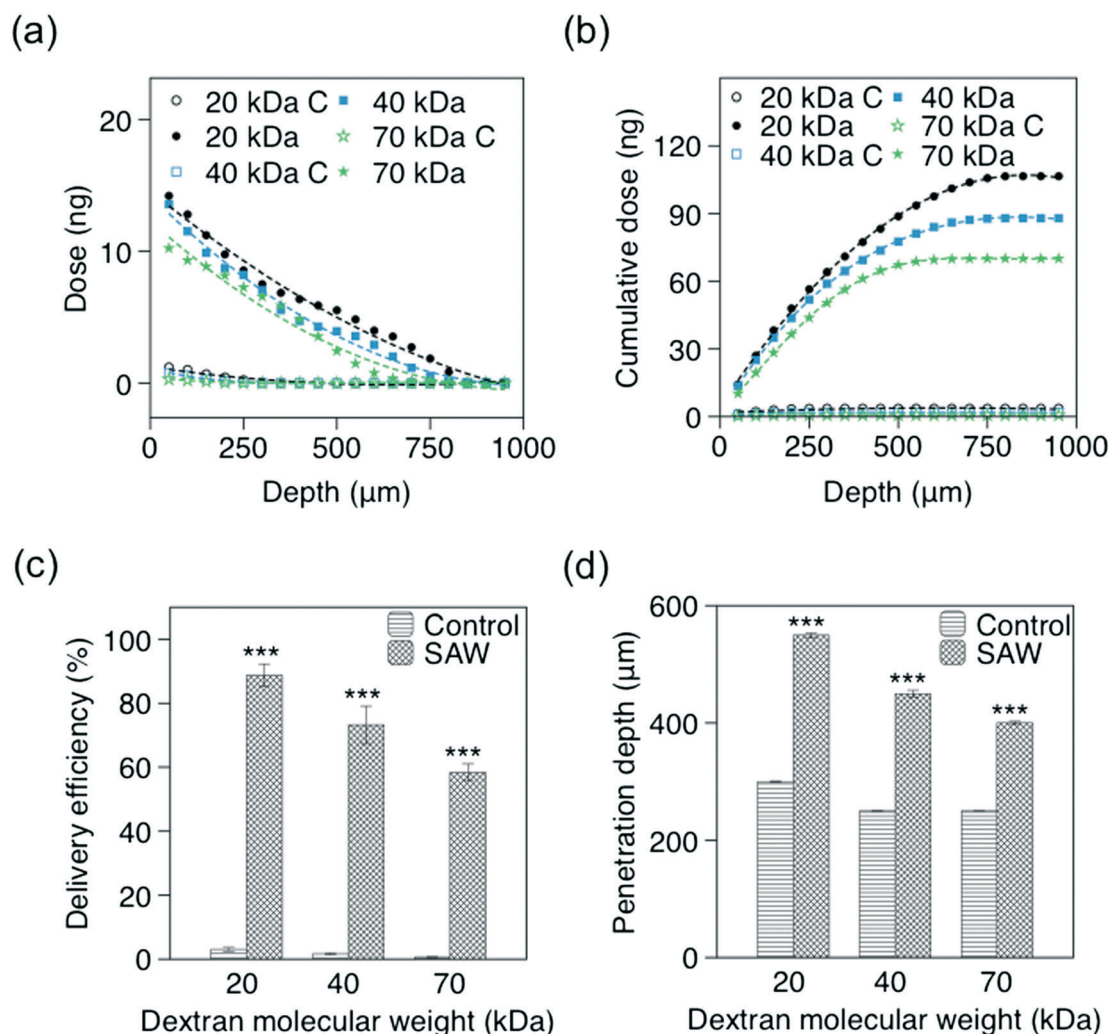 (a)
20 kDa C
40 kDa
20 kDa
70 kDa C
40 kDa C
70 kDa
20
10
0
Dose (ng)
0 250 500 750 1000
Depth (µm)
(b)
20 kDa C
40 kDa
20 kDa
70 kDa C
40 kDa C
70 kDa
120
90
60
30
0
Cumulative dose (ng)
0 250 500 750 1000
Depth (µm)
(c)
Control
SAW
100
80
60
40
20
0
Delivery efficiency (%)
***
***
***
20 40 70
Dextran molecular weight (kDa)
(d)
Control
SAW
600
400
200
0
Penetration depth (µm)
***
***
***
20 40 70
Dextran molecular weight (kDa)